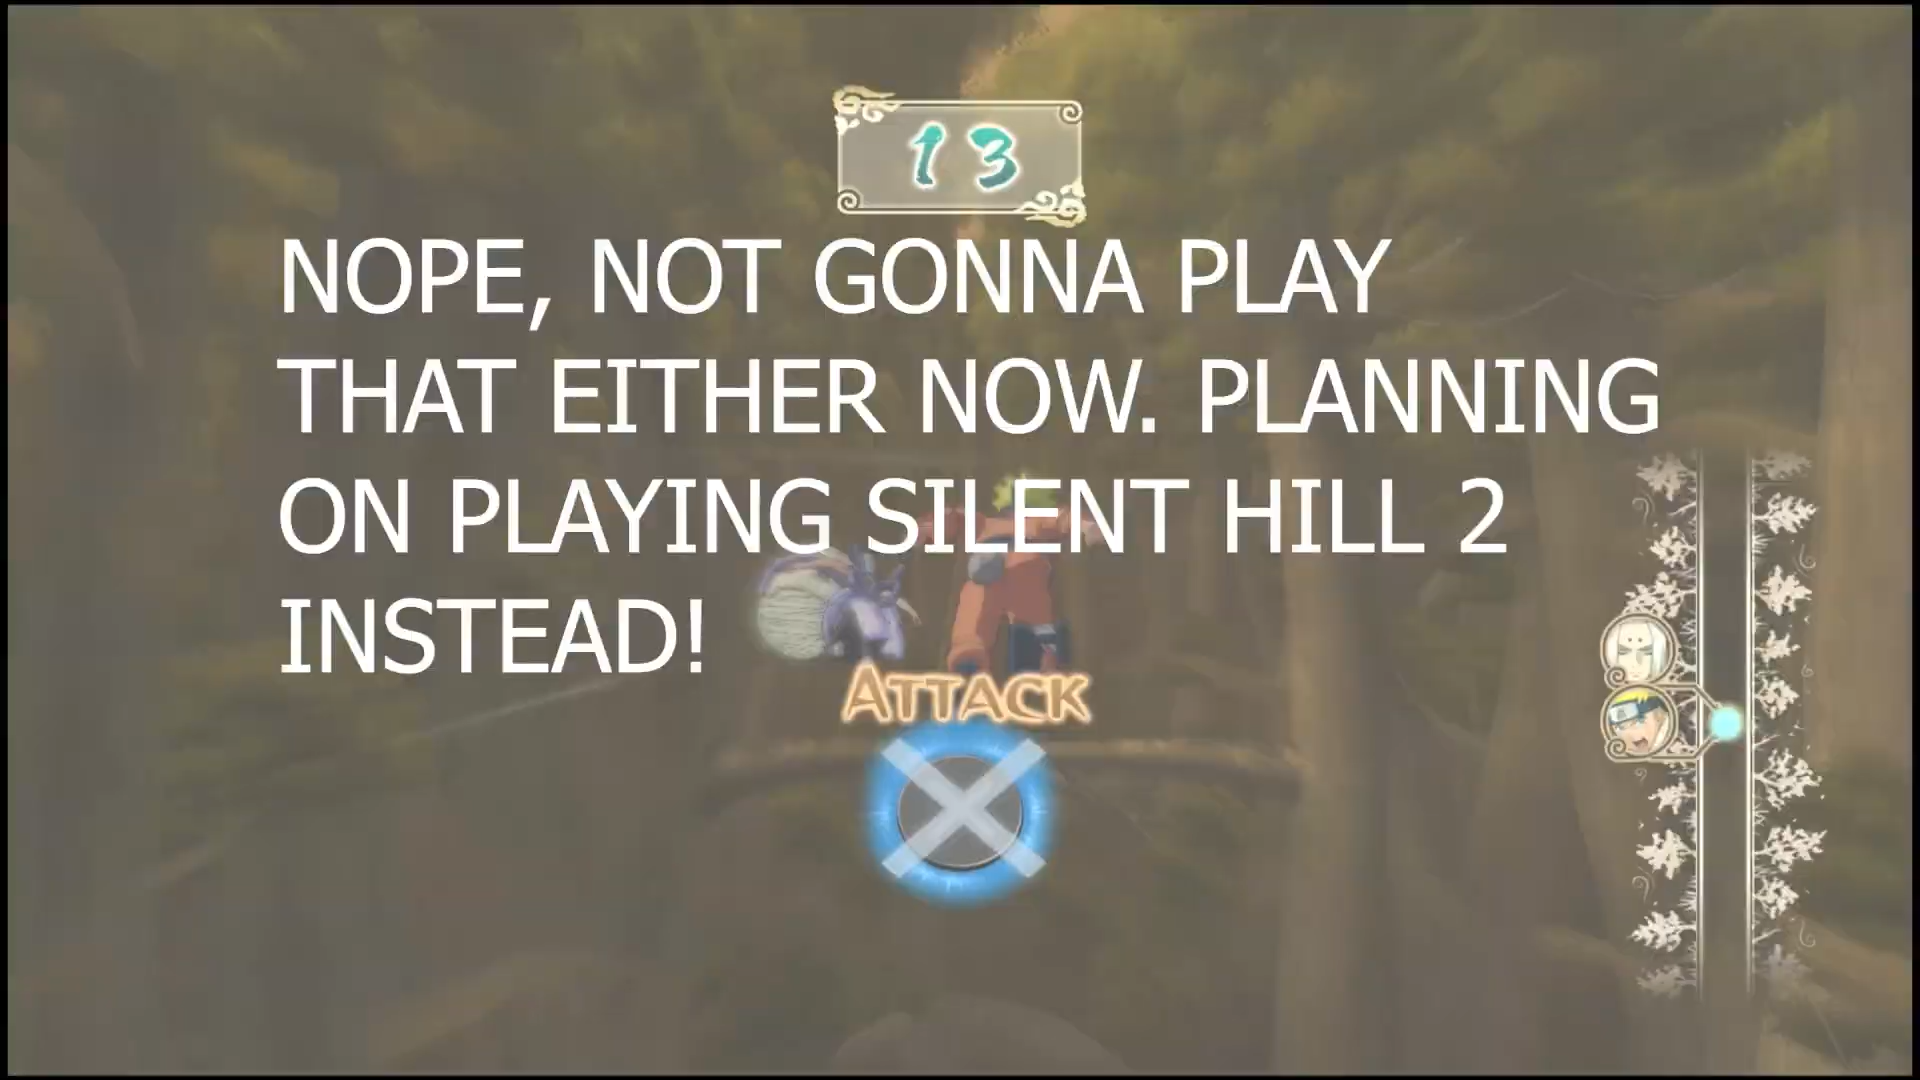 13
NOPE, NOT GONNA PLAY
THAT EITHER NOW. PLANNING
ON PLAYING SILENT HILL 2
INSTEAD!
ATTACK